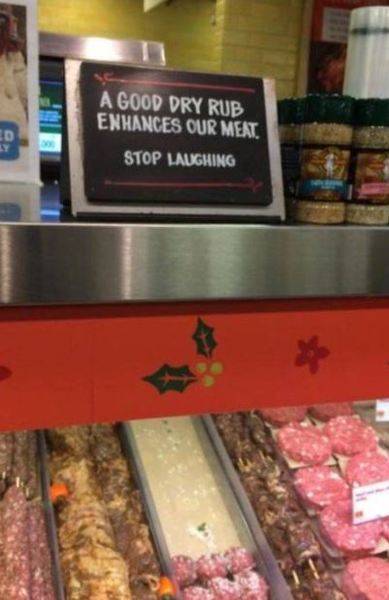 A GOOD DRY RUB
ENHANCES OUR MEAT.
STOP LAUGHING